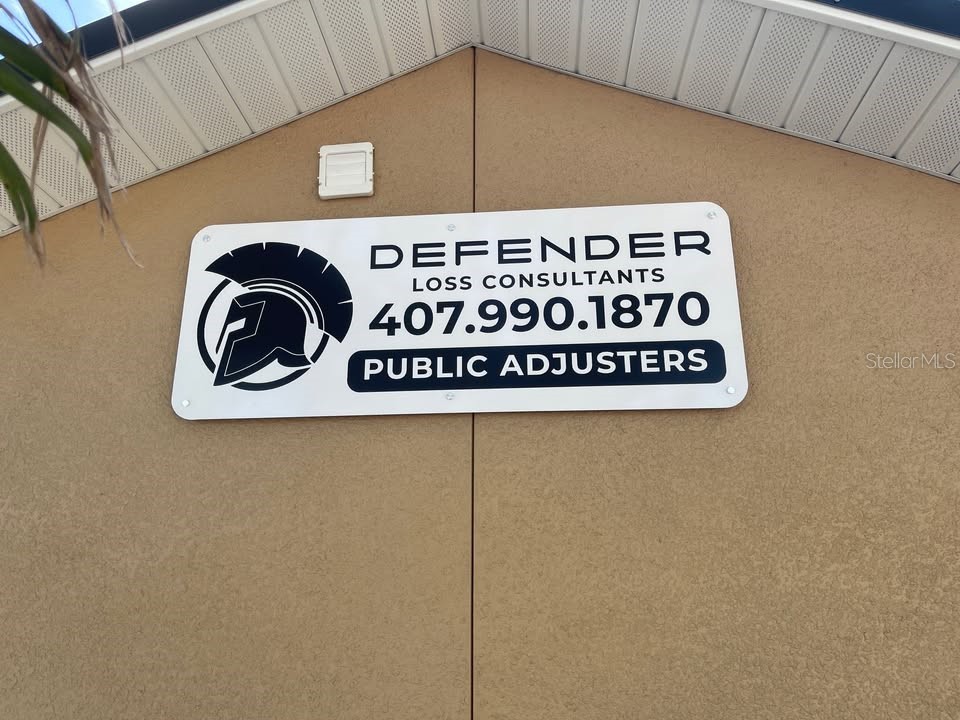 DEFENDER
LOSS CONSULTANTS
407.990.1870
PUBLIC ADJUSTERS
StellarMLS